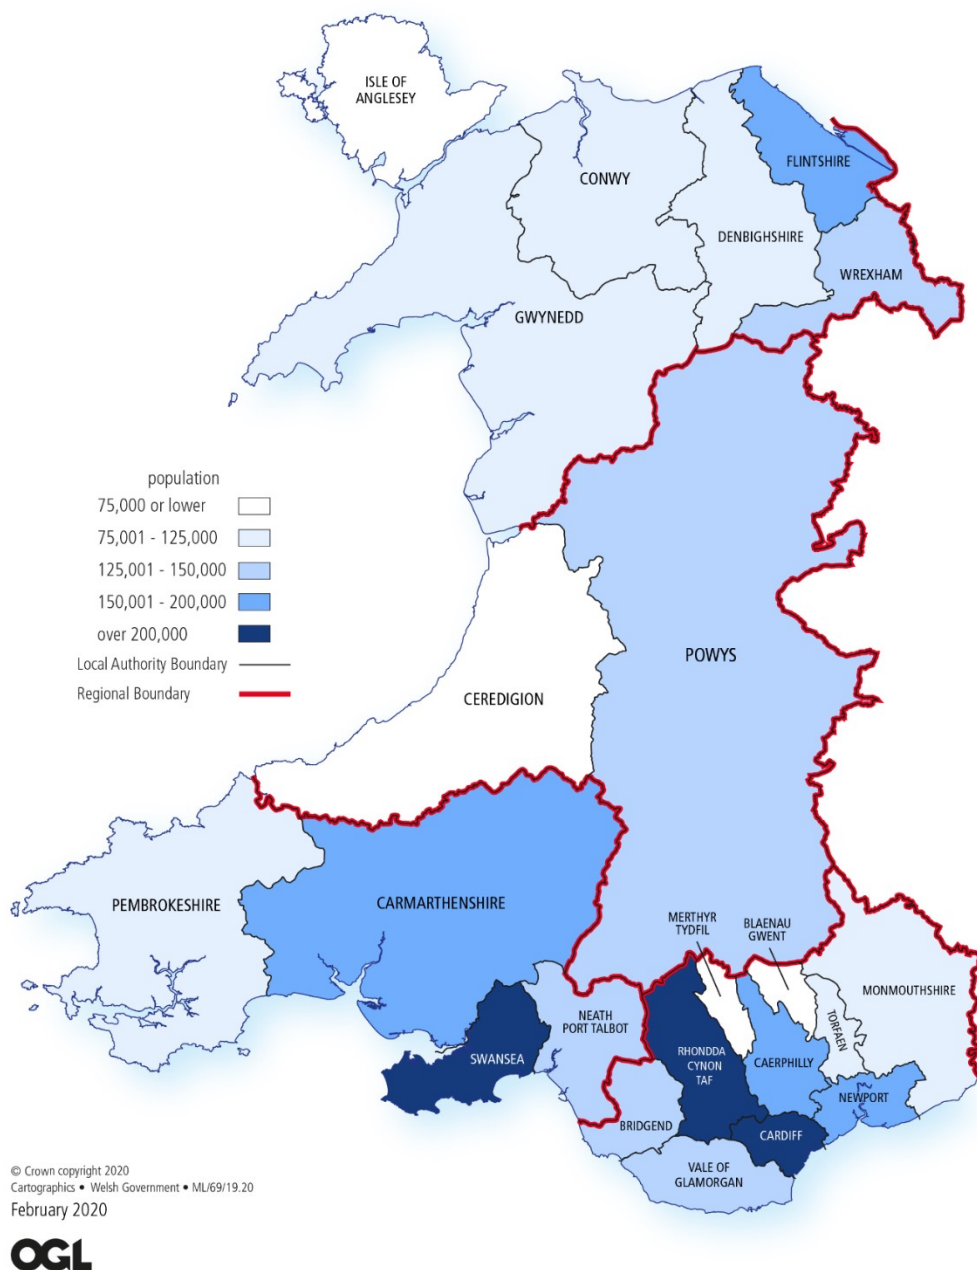 ISLE OF
ANGLESEY
CONWY
FLINTSHIRE
DENBIGHSHIRE
WREXHAM
GWYNEDD
population
75,000 or lower
75,001 - 125,000
125,001 - 150,000
150,001 - 200,000
over 200,000
Local Authority Boundary
Regional Boundary
POWYS
CEREDIGION
PEMBROKESHIRE
CARMARTHENSHIRE
MERTHYR
TYDFIL
BLAENAU
GWENT
MONMOUTHSHIRE
NEATH
PORT TALBOT
TORFAEN
SWANSEA
RHONDDA
CYNON
TAF
CAERPHILLY
NEWPORT
BRIDGEND
CARDIFF
VALE OF
GLAMORGAN
© Crown copyright 2020
Cartographics • Welsh Government • ML/69/19.20
February 2020
OGL